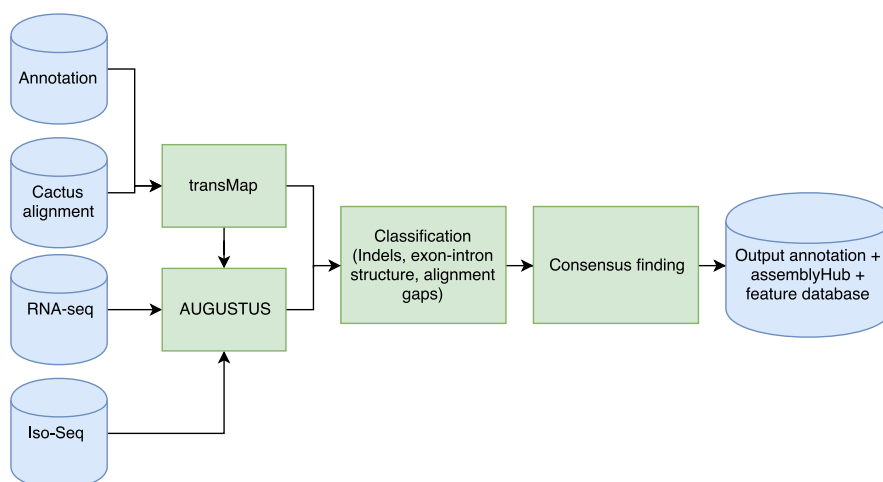 Annotation
Cactus
alignment
transMap
RNA-seq
AUGUSTUS
Iso-Seq
Classification
(Indels, exon-intron
structure, alignment
gaps)
Consensus finding
Output annotation +
assemblyHub +
feature database